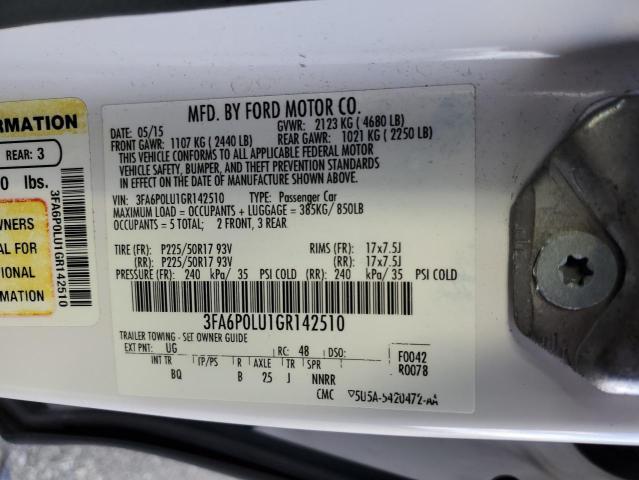 RMATION
REAR: 3
0 lbs.
WNERS
AL FOR
TIONAL
RMATION
3FA6P0LU1GR142510
MFD. BY FORD MOTOR CO.
DATE: 05/15 GVWR: 2123 KG ( 4680 LB)
FRONT GAWR: 1107 KG ( 2440 LB) REAR GAWR: 1021 KG ( 2250 LB)
THIS VEHICLE CONFORMS TO ALL APPLICABLE FEDERAL MOTOR
VEHICLE SAFETY, BUMPER, AND THEFT PREVENTION STANDARDS
IN EFFECT ON THE DATE OF MANUFACTURE SHOWN ABOVE.
VIN: 3FA6P0LU1GR142510 TYPE: Passenger Car
MAXIMUM LOAD = OCCUPANTS + LUGGAGE = 385KG/ 850LB
OCCUPANTS = 5 TOTAL; 2 FRONT, 3 REAR
TIRE (FR): P225/50R17 93V RIMS (FR): 17x7.5J
(RR): P225/50R17 93V (RR): 17x7.5J
PRESSURE (FR): 240 kPa/ 35 PSI COLD (RR): 240 kPa/ 35 PSI COLD
3FA6P0LU1GR142510
TRAILER TOWING - SEE OWNER GUIDE
EXT PNT: UG RC: 48 DSO: F0042
INT TR TP/PS R AXLE TR SPR R0078
BQ B 25 J NNRR
CMC 5U5A-5420472-AA